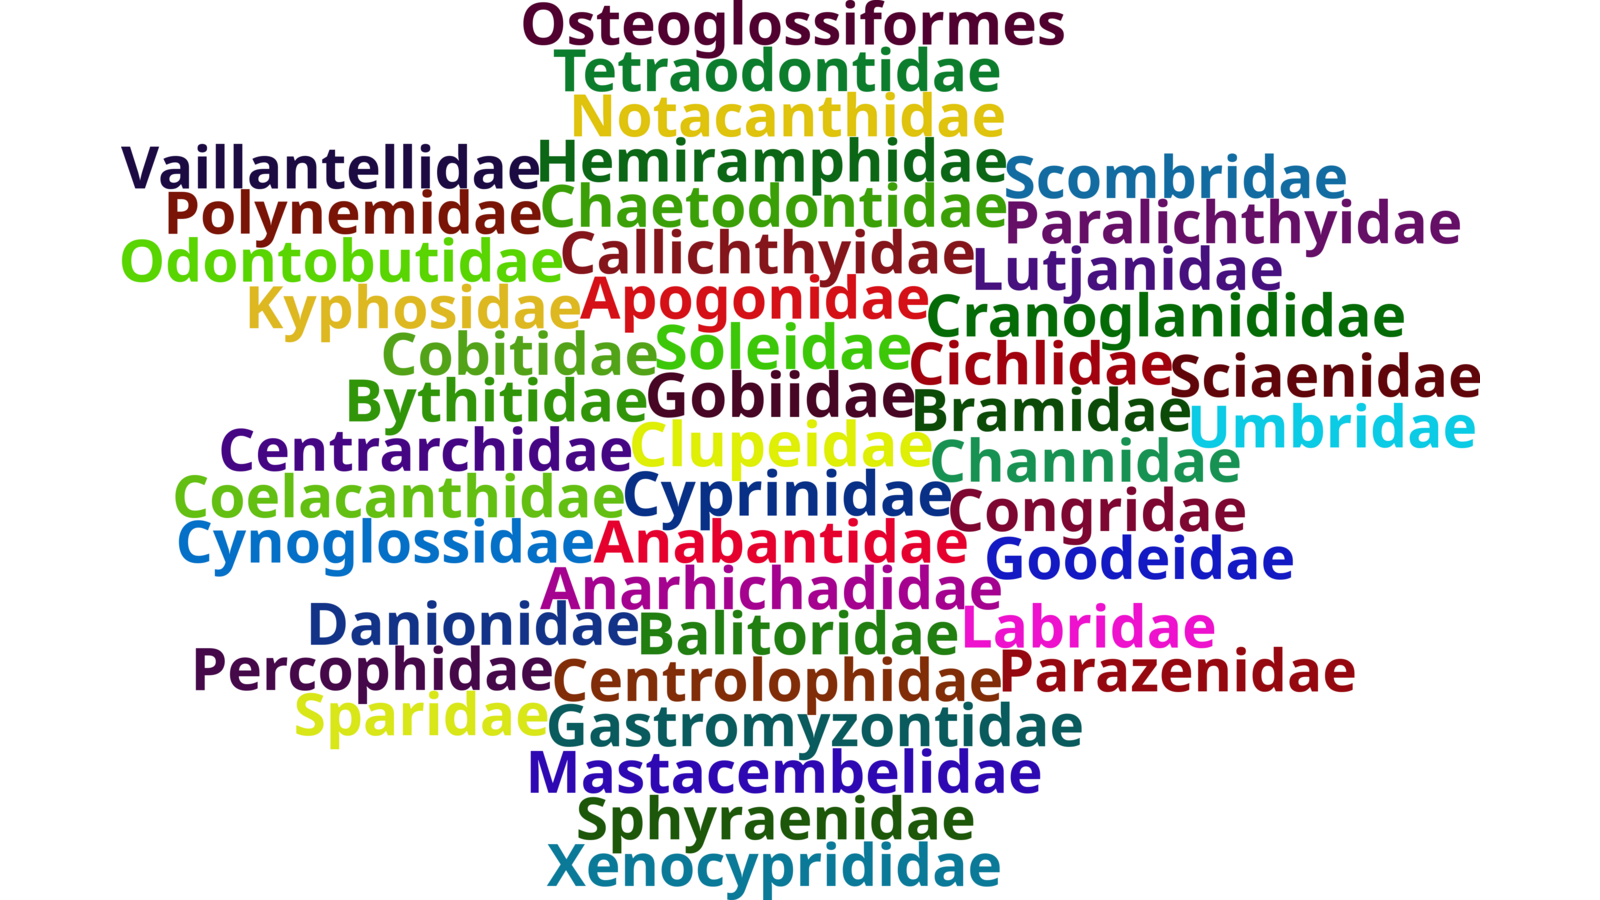 Osteoglossiformes
Tetraodontidae
Notacanthidae
Vaillantellidae Hemiramphidae Scombridae
Polynemidae Chaetodontidae Paralichthyidae
Odontobutidae Callichthyidae Lutjanidae
Kyphosidae Apogonidae Cranoglanididae
Cobitidae Soleidae Cichlidae Sciaenidae
Bythitidae Gobiidae Bramidae Umbridae
Centrarchidae Clupeidae Channidae
Coelacanthidae Cyprinidae Congridae
Cynoglossidae Anabantidae Goodeidae
Anarhichadidae
Danionidae Balitoridae Labridae
Percophidae Centrolophidae Parazenidae
Sparidae Gastromyzontidae
Mastacembelidae
Sphyraenidae
Xenocyprididae